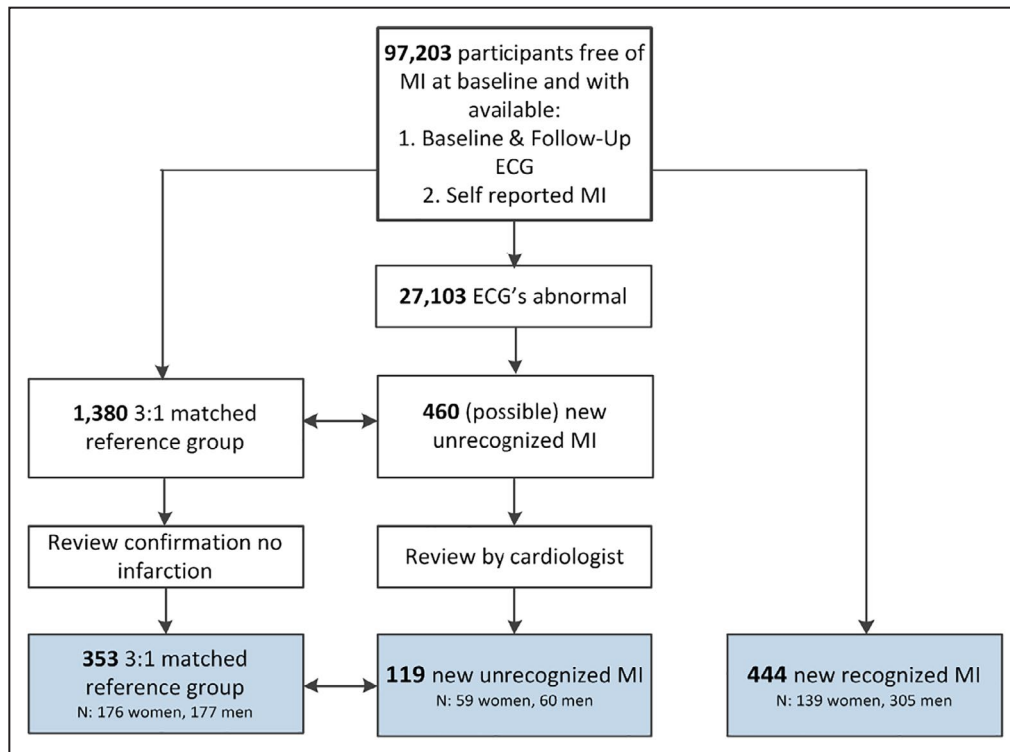 97,203 participants free of
MI at baseline and with
available:
1. Baseline & Follow-Up
ECG
2. Self reported MI
27,103 ECG's abnormal
1,380 3:1 matched
reference group
460 (possible) new
unrecognized MI
Review confirmation no
infarction
Review by cardiologist
353 3:1 matched
reference group
N: 176 women, 177 men
119 new unrecognized MI
N: 59 women, 60 men
444 new recognized MI
N: 139 women, 305 men